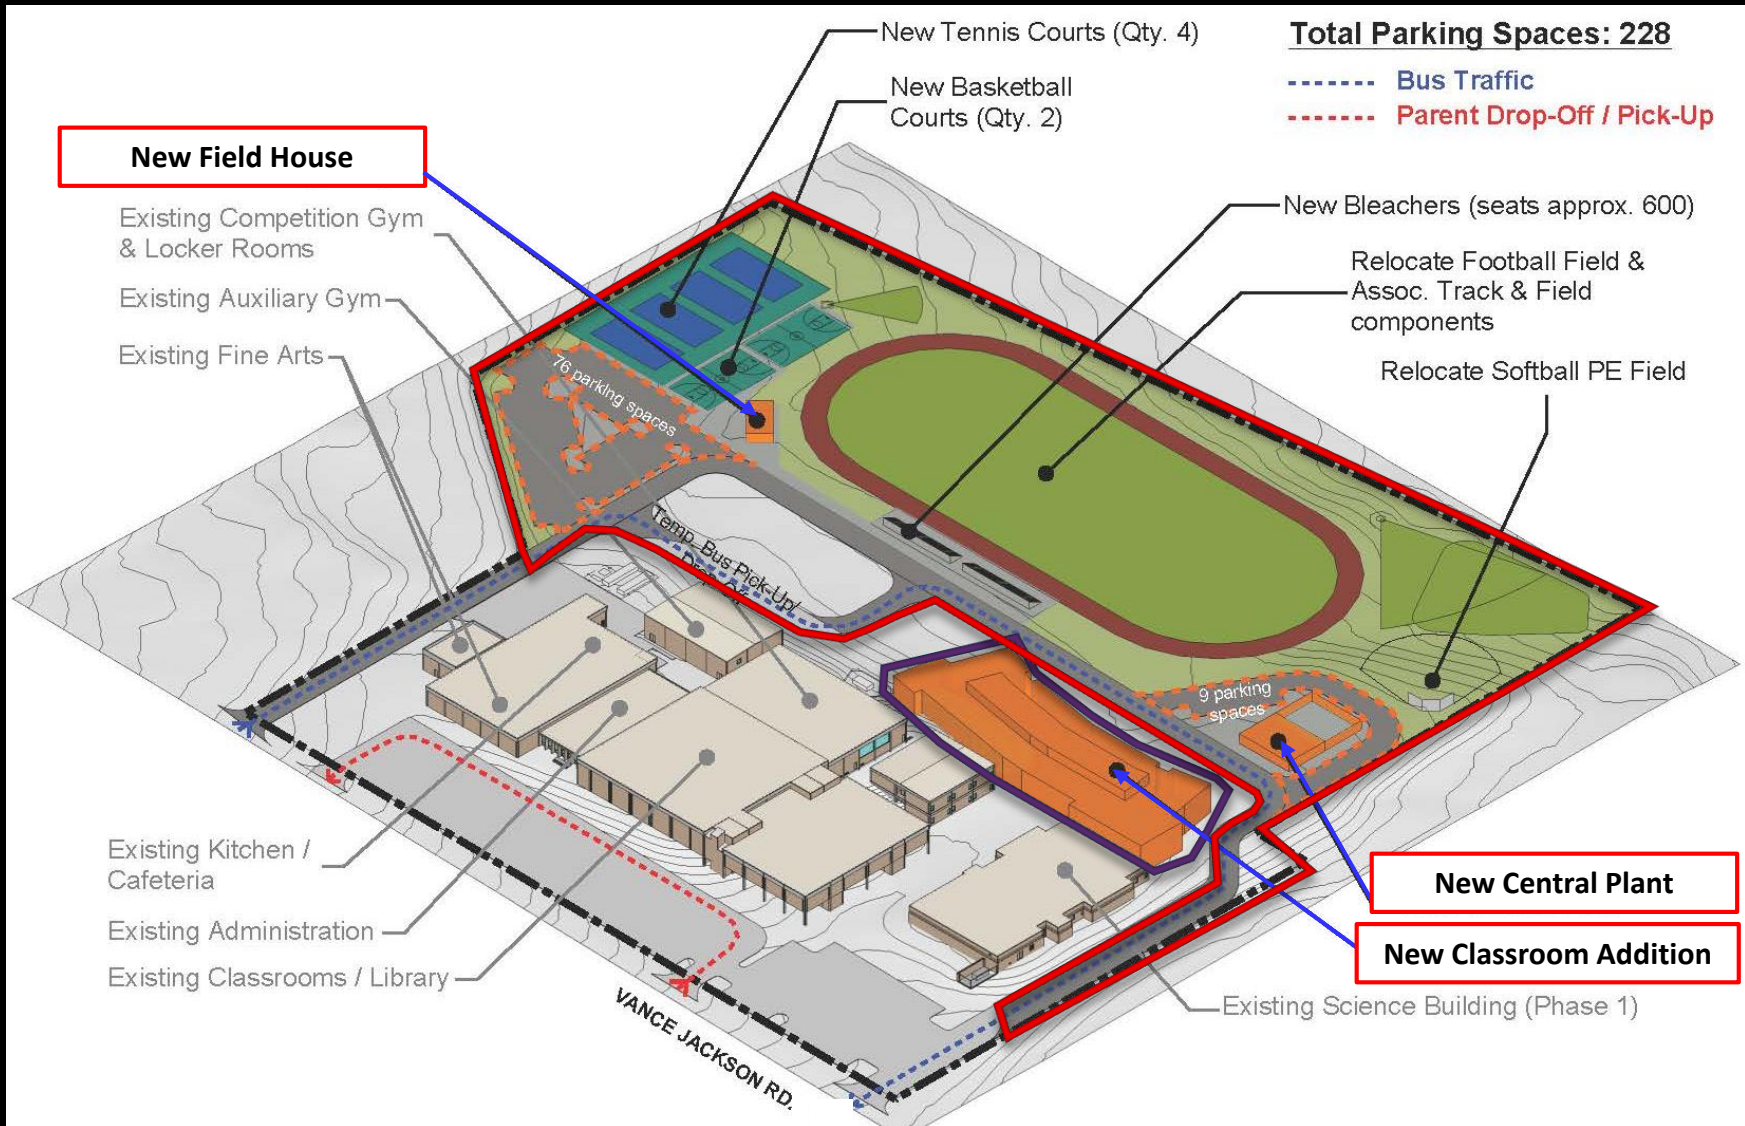 New Tennis Courts (Qty. 4)
Total Parking Spaces: 228
Bus Traffic
Parent Drop-Off / Pick-Up
New Basketball
Courts (Qty. 2)
New Field House
Existing Competition Gym
& Locker Rooms
Existing Auxiliary Gym
Existing Fine Arts
New Bleachers (seats approx. 600)
Relocate Football Field &
Assoc. Track & Field
components
Relocate Softball PE Field
76 parking spaces
Temp. Bus Pick-Up/
Drop-Off
9 parking
spaces
Existing Kitchen /
Cafeteria
Existing Administration
Existing Classrooms / Library
New Central Plant
New Classroom Addition
Existing Science Building (Phase 1)
VANCE JACKSON RD.